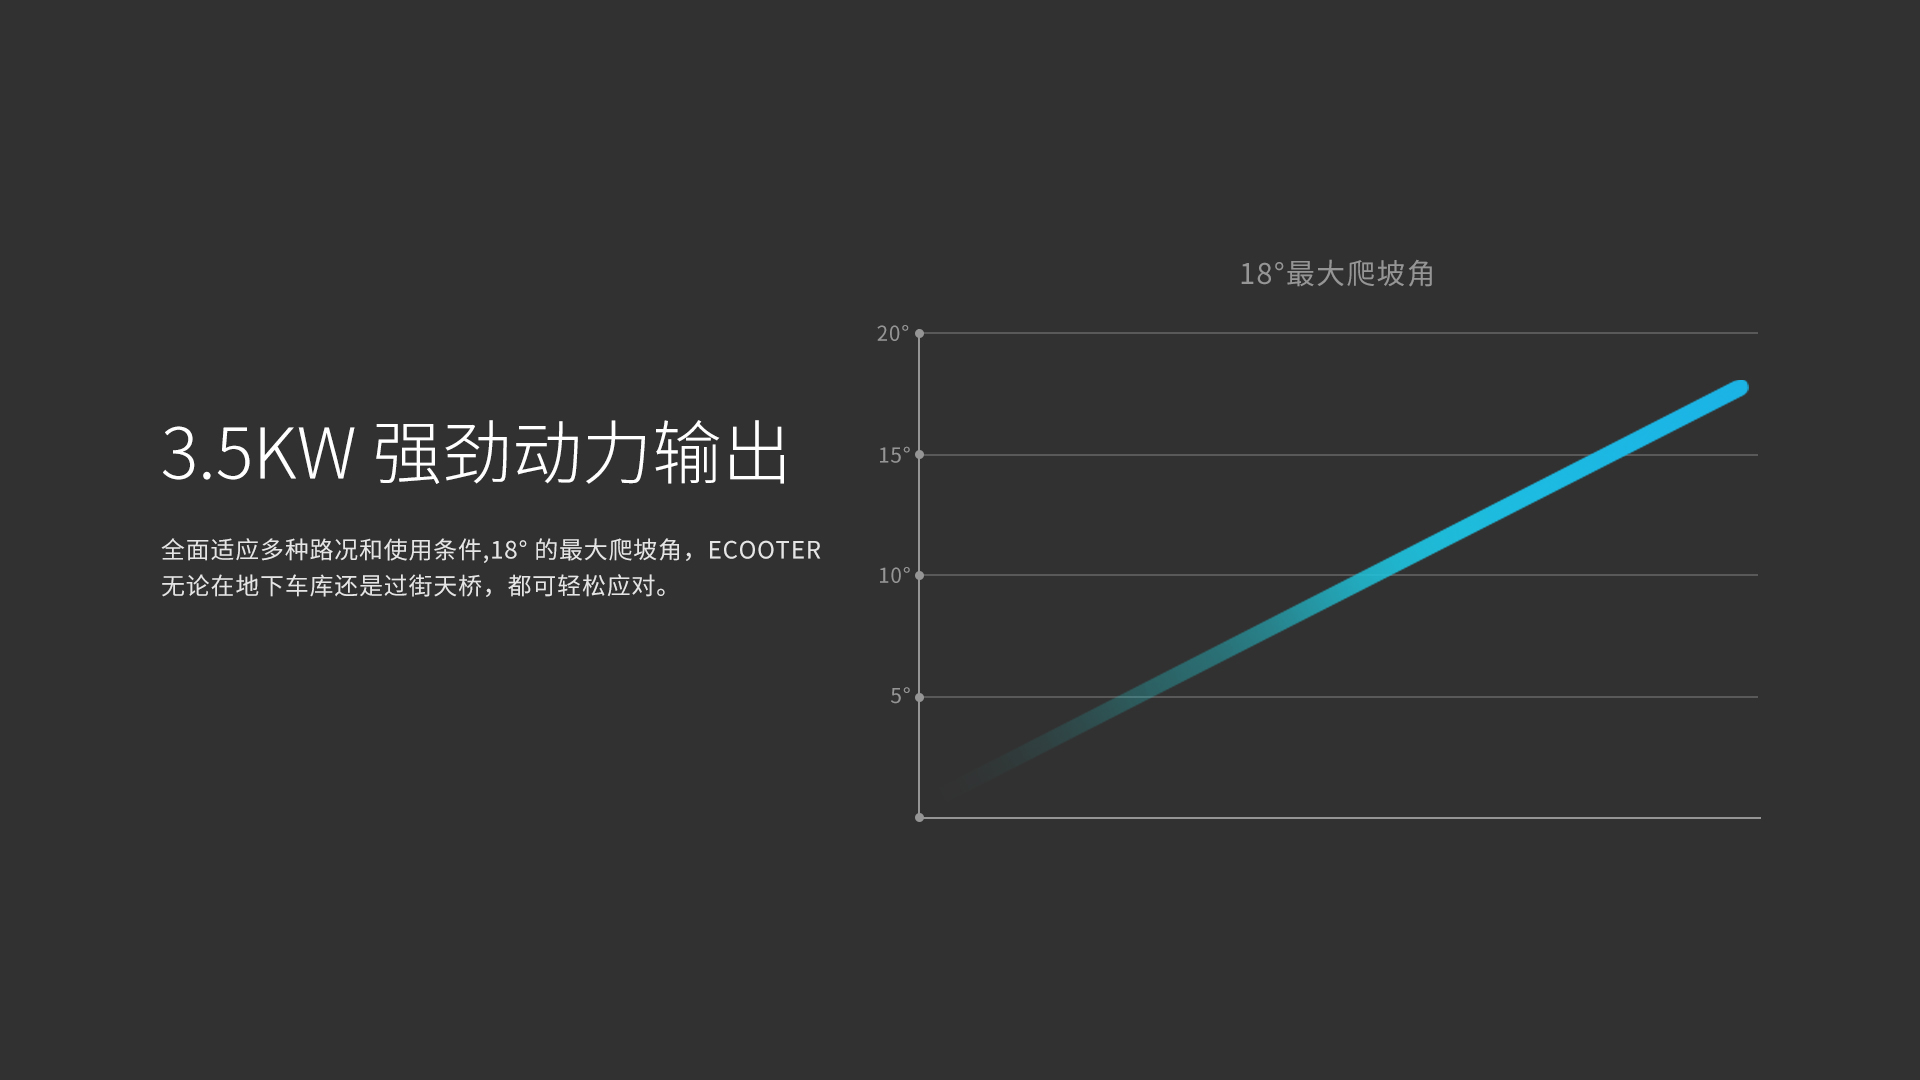 3.5KW 强劲动力输出
全面适应多种路况和使用条件,18° 的最大爬坡角，ECOOTER
无论在地下车库还是过街天桥，都可轻松应对。
18°最大爬坡角
20°
15°
10°
5°